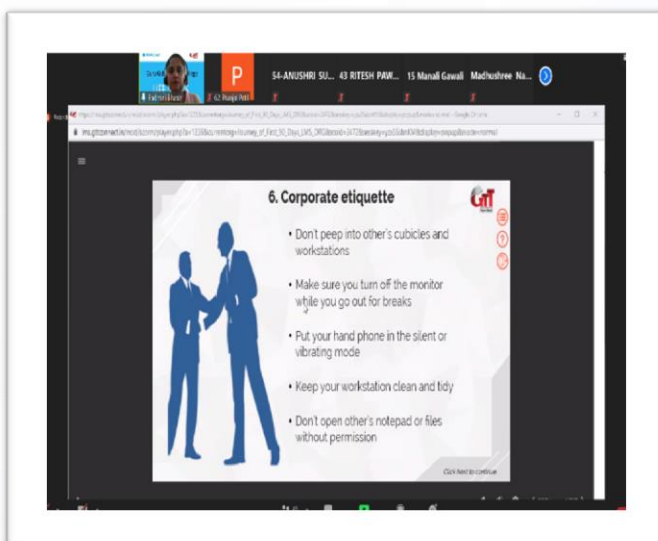 P
54-ANUSHRI SU... 43 RITESH PAW... 15 Manali Gawali Madhushree Na...
6. Corporate etiquette
GTT
• Don't peep into other's cubicles and
workstations
• Make sure you turn off the monitor
while you go out for breaks
• Put your hand phone in the silent or
vibrating mode
• Keep your workstation clean and tidy
• Don't open other's notepad or files
without permission
Click Next to continue